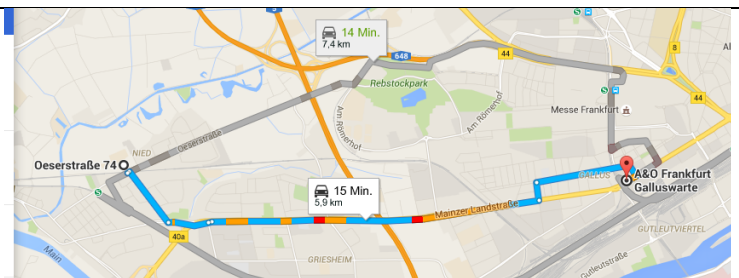 14 Min.
7,4 km
648
44
8
Rebstockpark
44
Messe Frankfurt
Am Römerhof
Am Römerhof
Oeserstraße
NIED
Oeserstraße 74
15 Min.
5,9 km
GALLUS
A&O Frankfurt
Galluswarte
Mainzer Landstraße
40a
GUTLEUTVIERTEL
GRIESHEIM
Gutleutstraße
Main